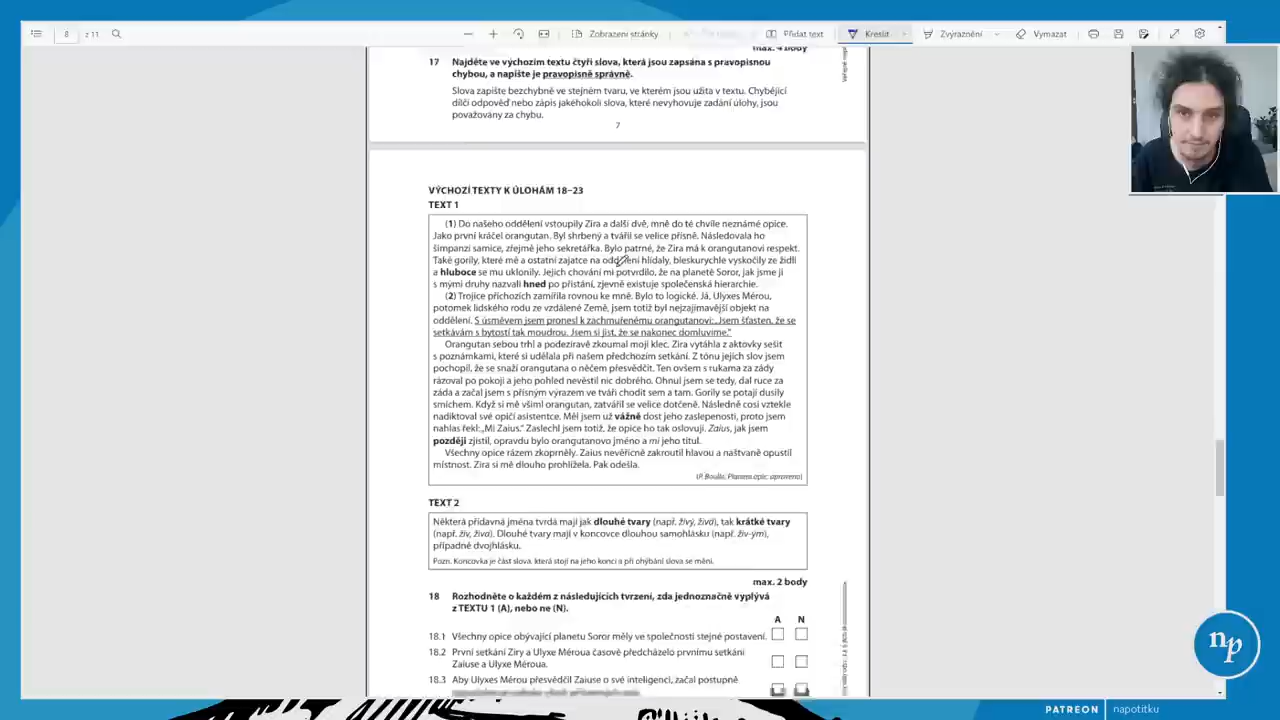 8 z 11 Zobrazení stránky Přidat text Kreslit Zvýraznění Vymazat
max. 4 body
17 Najděte ve výchozím textu čtyři slova, která jsou zapsána s pravopisnou
chybou, a napište je pravopisně správně.
Slova zapište bezchybně ve stejném tvaru, ve kterém jsou užita v textu. Chybějící
dílčí odpověď nebo zápis jakéhokoli slova, které nevyhovuje zadání úlohy, jsou
považovány za chybu.
7
VÝCHOZÍ TEXTY K ÚLOHÁM 18–23
TEXT 1
(1) Do našeho oddělení vstoupily Zira a další dvě, mně do té chvíle neznámé opice.
Jako první kráčel orangutan. Byl shrbený a tvářil se velice přísně. Následovala ho
šimpanzí samice, zřejmě jeho sekretářka. Bylo patrné, že Zira má k orangutanovi respekt.
Také gorily, které mě a ostatní zajatce na oddělení hlídaly, bleskurychle vyskočily ze židlí
a hluboce se mu uklonily. Jejich chování mi potvrdilo, že na planetě Soror, jak jsme ji
s mými druhy nazvali hned po přistání, zjevně existuje společenská hierarchie.
(2) Trojice příchozích zamířila rovnou ke mně. Bylo to logické. Já, Ulyxes Mérou,
potomek lidského rodu ze vzdálené Země, jsem totiž byl nejzajímavější objekt na
oddělení. S úsměvem jsem pronesl k zachmuřenému orangutanovi: „Jsem šťasten, že se
setkávám s bytostí tak moudrou. Jsem si jist, že se nakonec domluvíme.“
Orangutan sebou trhl a podezíravě zkoumal moji klec. Zira vytáhla z aktovky sešit
s poznámkami, které si udělala při našem předchozím setkání. Z tónu jejích slov jsem
pochopil, že se snaží orangutana o něčem přesvědčit. Ten ovšem s rukama za zády
rázoval po pokoji a jeho pohled nevěstil nic dobrého. Ohnul jsem se tedy, dal ruce za
záda a začal jsem s přísným výrazem ve tváři chodit sem a tam. Gorily se potají dusily
smíchem. Když si mě všiml orangutan, zatvářil se velice dotčeně. Následně cosi vztekle
nadiktoval své opičí asistentce. Měl jsem už vážně dost jeho zaslepenosti, proto jsem
nahlas řekl: „Mi Zaius.“ Zaslechl jsem totiž, že opice ho tak oslovují. Zaius, jak jsem
později zjistil, opravdu bylo orangutanovo jméno a mi jeho titul.
Všechny opice rázem zkoprněly. Zaius nevěřícně zakroutil hlavou a naštvaně opustil
místnost. Zira si mě dlouho prohlížela. Pak odešla.
(P. Boulle, Planeta opic, upraveno)
TEXT 2
Některá přídavná jména tvrdá mají jak dlouhé tvary (např. živý, živá), tak krátké tvary
(např. živ, živa). Dlouhé tvary mají v koncovce dlouhou samohlásku (např. živ-ým),
případně dvojhlásku.
Pozn. Koncovka je část slova, která stojí na jeho konci a při ohýbání slova se mění.
max. 2 body
18 Rozhodněte o každém z následujících tvrzení, zda jednoznačně vyplývá
z TEXTU 1 (A), nebo ne (N).
A N
18.1 Všechny opice obývající planetu Soror měly ve společnosti stejné postavení.
18.2 První setkání Ziry a Ulyxe Méroua časově předcházelo prvnímu setkání
Zaiuse a Ulyxe Méroua.
18.3 Aby Ulyxes Mérou přesvědčil Zaiuse o své inteligenci, začal postupně
np
PATREON napotitku